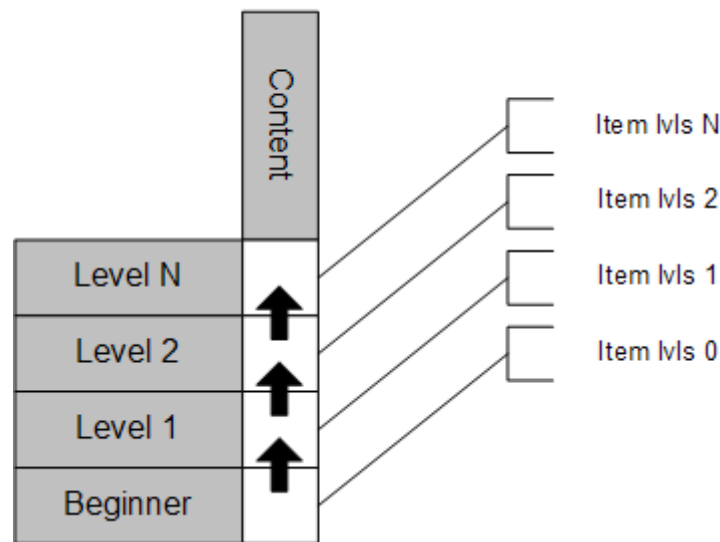 Content
Level N
Level 2
Level 1
Beginner
Item lvls N
Item lvls 2
Item lvls 1
Item lvls 0